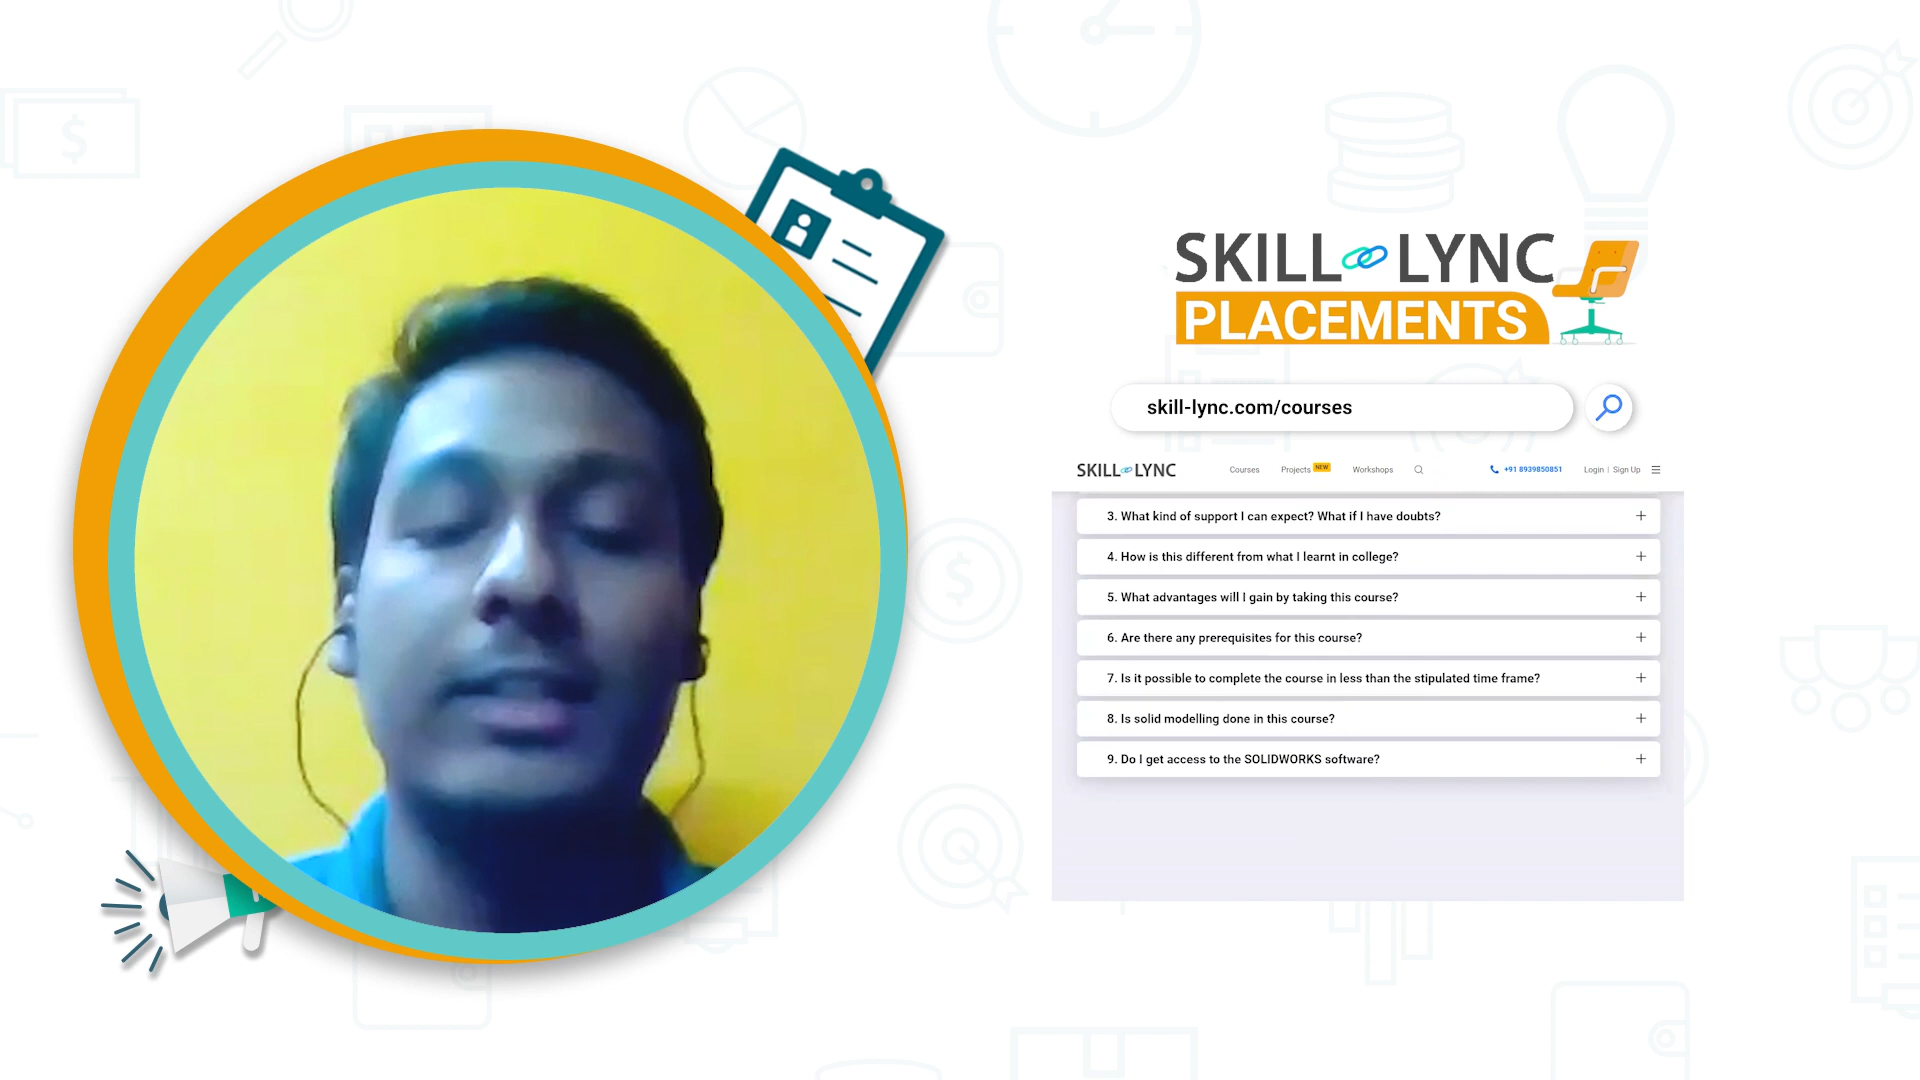 SKILL LYNC
PLACEMENTS
skill-lync.com/courses
SKILL LYNC Courses Projects NEW Workshops +91 8939850851 Login | Sign Up
3. What kind of support I can expect? What if I have doubts?
4. How is this different from what I learnt in college?
5. What advantages will I gain by taking this course?
6. Are there any prerequisites for this course?
7. Is it possible to complete the course in less than the stipulated time frame?
8. Is solid modelling done in this course?
9. Do I get access to the SOLIDWORKS software?